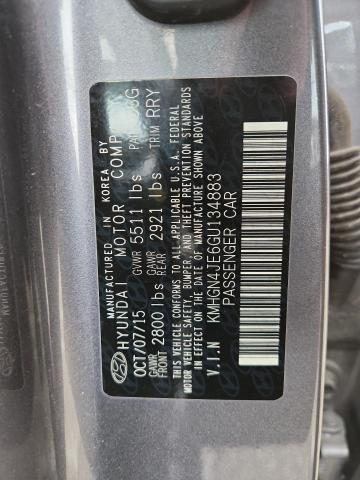 MANUFACTURED IN KOREA BY
HYUNDAI MOTOR COMP
OCT/07/15 GVWR 5511 lbs
GAWR FRONT 2800 lbs GAWR REAR 2921 lbs TRIM RRY
THIS VEHICLE CONFORMS TO ALL APPLICABLE U.S.A. FEDERAL
MOTOR VEHICLE SAFETY, BUMPER, AND THEFT PREVENTION STANDARDS
IN EFFECT ON THE DATE OF MANUFACTURE SHOWN ABOVE
V.I.N KMHGN4JE6GU134883
PASSENGER CAR